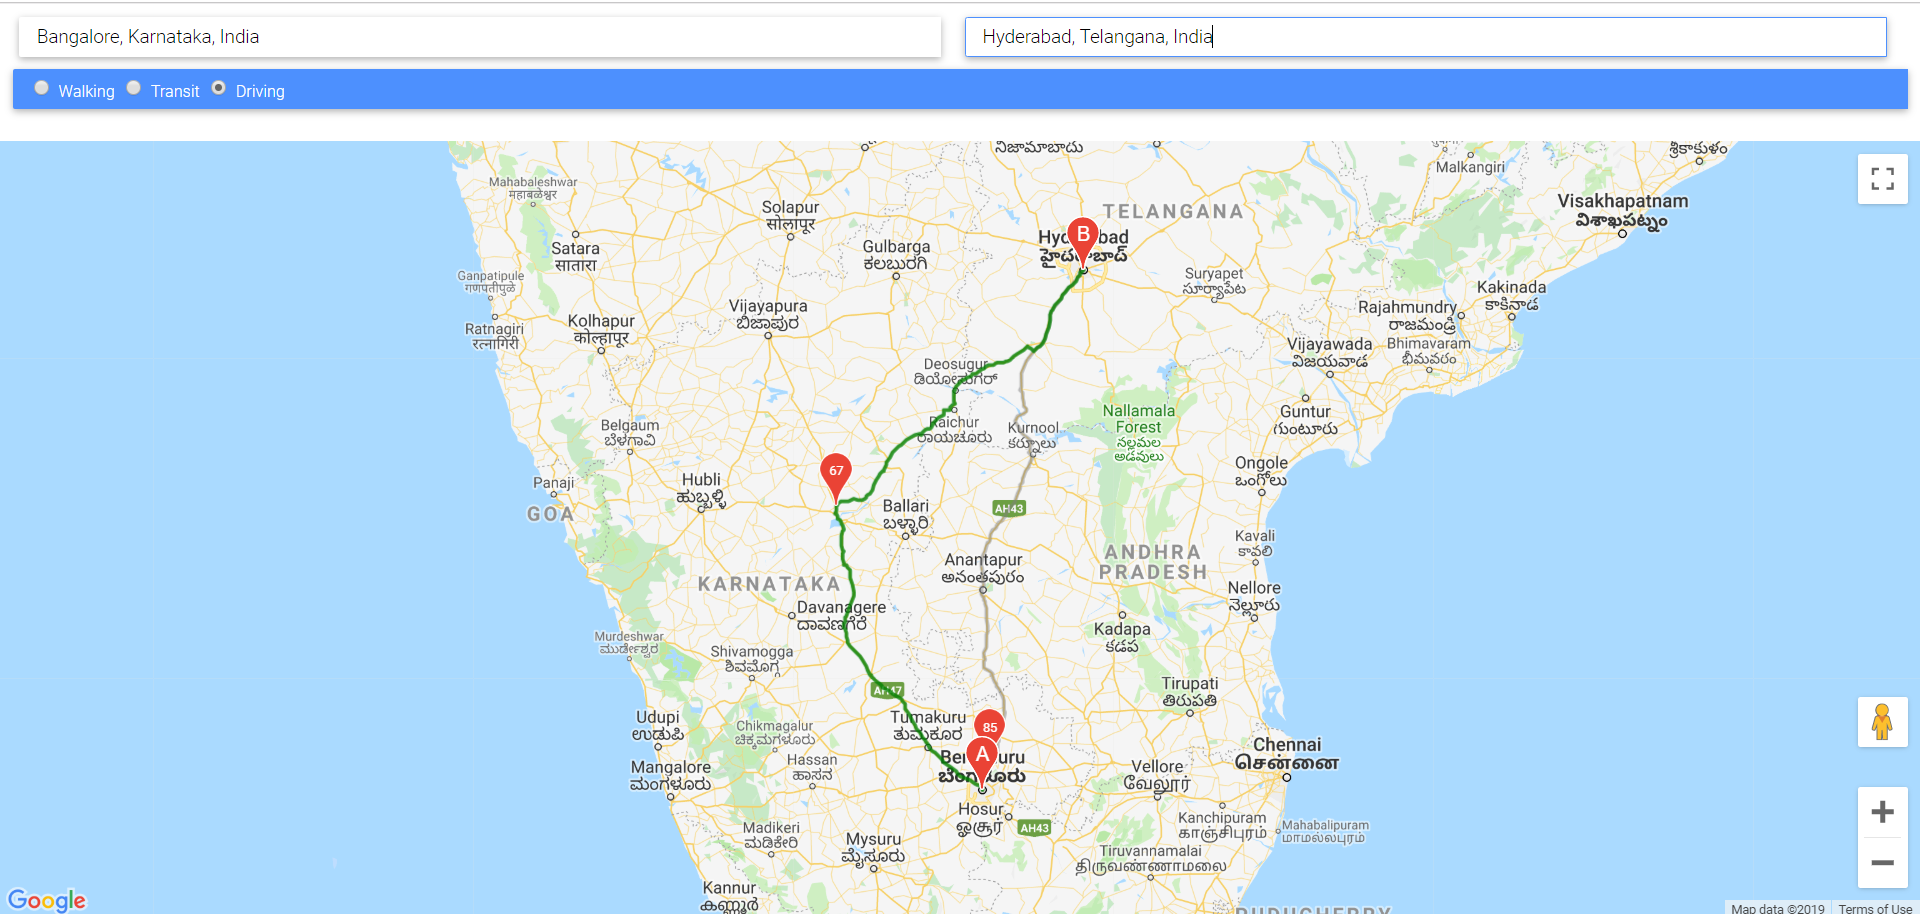 Bangalore, Karnataka, India
Hyderabad, Telangana, India
Walking
Transit
Driving
నిజామాబాదు
శ్రీకాకుళం
Malkangiri
Mahabaleshwar
महाबळेश्वर
Solapur
सोलापूर
TELANGANA
Visakhapatnam
విశాఖపట్నం
Satara
सातारा
Gulbarga
ಕಲಬುರಗಿ
B
Ganpatipule
गणपतीपुळे
Suryapet
సూర్యాపేట
Kakinada
కాకినాడ
Rajahmundry
రాజమండ్రి
Vijayapura
ಬಿಜಾಪುರ
Ratnagiri
रत्नागिरी
Kolhapur
कोल्हापूर
Vijayawada
విజయవాడ
Bhimavaram
భీమవరం
Deosugur
ಡಿಯೋಸುಗರ್
Nallamala
Forest
నల్లమల
అడవులు
Guntur
గుంటూరు
Belgaum
ಬೆಳಗಾವಿ
Raichur
ರಾಯಚೂರು
Kurnool
కర్నూలు
67
Ongole
ఒంగోలు
Hubli
ಹುಬ್ಬಳ್ಳಿ
Panaji
GOA
Ballari
ಬಳ್ಳಾರಿ
AH43
Kavali
కావలి
Anantapur
అనంతపురం
ANDHRA
PRADESH
KARNATAKA
Nellore
నెల్లూరు
Davanagere
ದಾವಣಗೆರೆ
Kadapa
కడప
Murdeshwar
ಮುರ್ಡೇಶ್ವರ
Shivamogga
ಶಿವಮೊಗ್ಗ
AH47
Tirupati
తిరుపతి
Udupi
ಉಡುಪಿ
Chikmagalur
ಚಿಕ್ಕಮಗಳೂರು
Tumakuru
ತುಮಕೂರ
85
A
Chennai
சென்னை
Mangalore
ಮಂಗಳೂರು
Hassan
ಹಾಸನ
Vellore
வேலூர்
Hosur
ஓசூர்
AH43
Kanchipuram
காஞ்சிபுரம்
Mahabalipuram
மாமல்லபுரம்
Madikeri
ಮಡಿಕೇರಿ
Mysuru
ಮೈಸೂರು
Tiruvannamalai
திருவண்ணாமலை
Kannur
കണ്ണൂർ
PUDUCHERRY
Google
Map data ©2019
Terms of Use